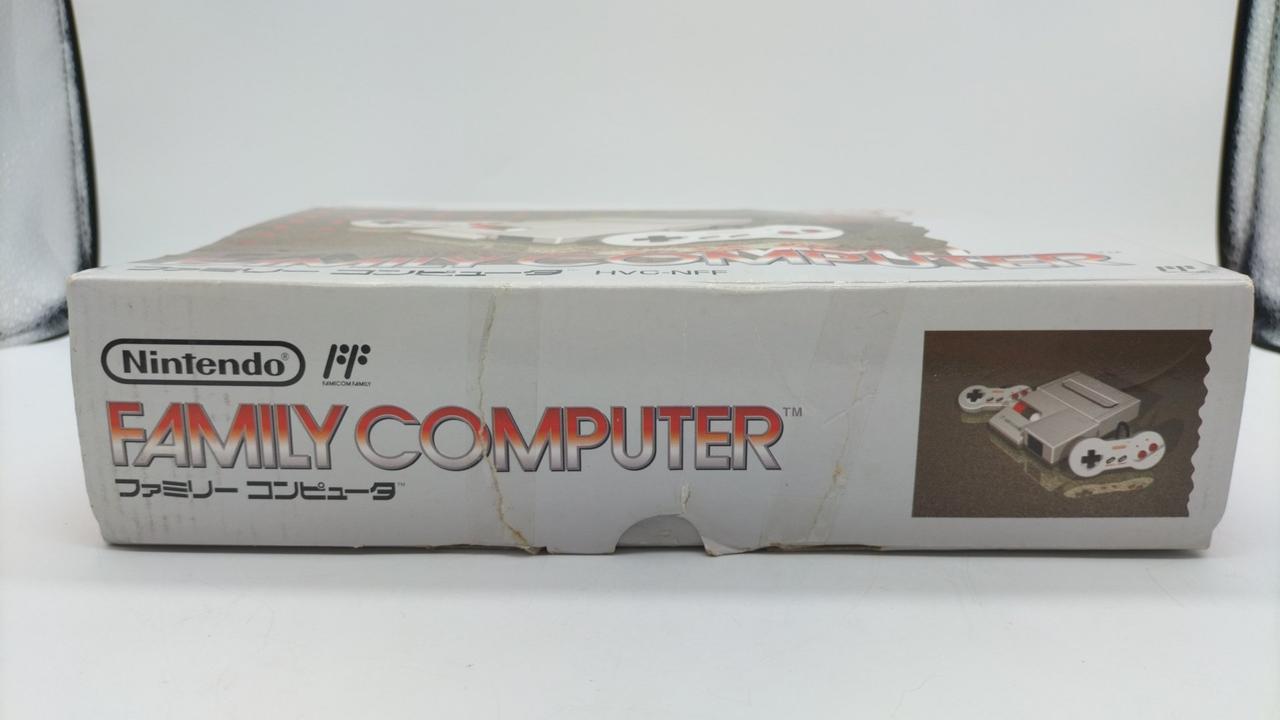 FAMILY COMPUTER
ファミリー コンピュータ HVC-NFF
Nintendo®
FAMICOM FAMILY
FAMILY COMPUTER™
ファミリー コンピュータ™